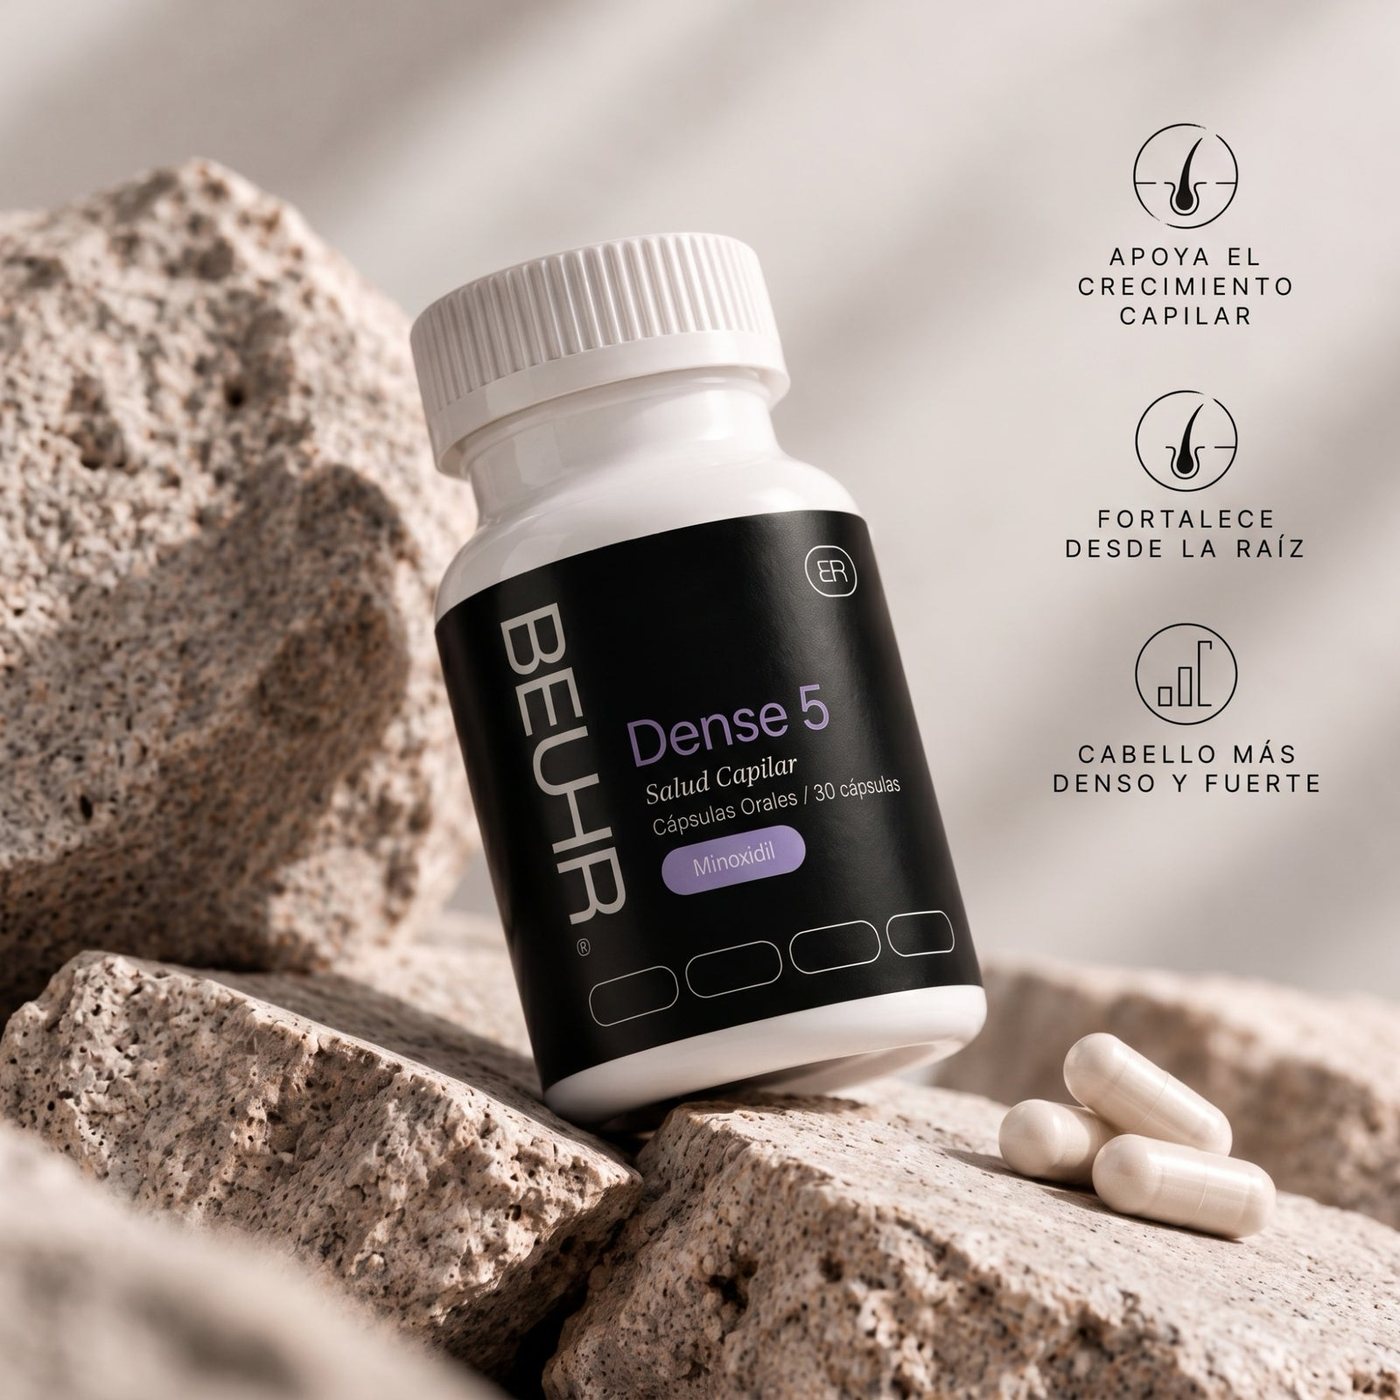 BEUHR®
ER
Dense 5
Salud Capilar
Cápsulas Orales / 30 cápsulas
Minoxidil
APOYA EL
CRECIMIENTO
CAPILAR
FORTALECE
DESDE LA RAÍZ
CABELLO MÁS
DENSO Y FUERTE